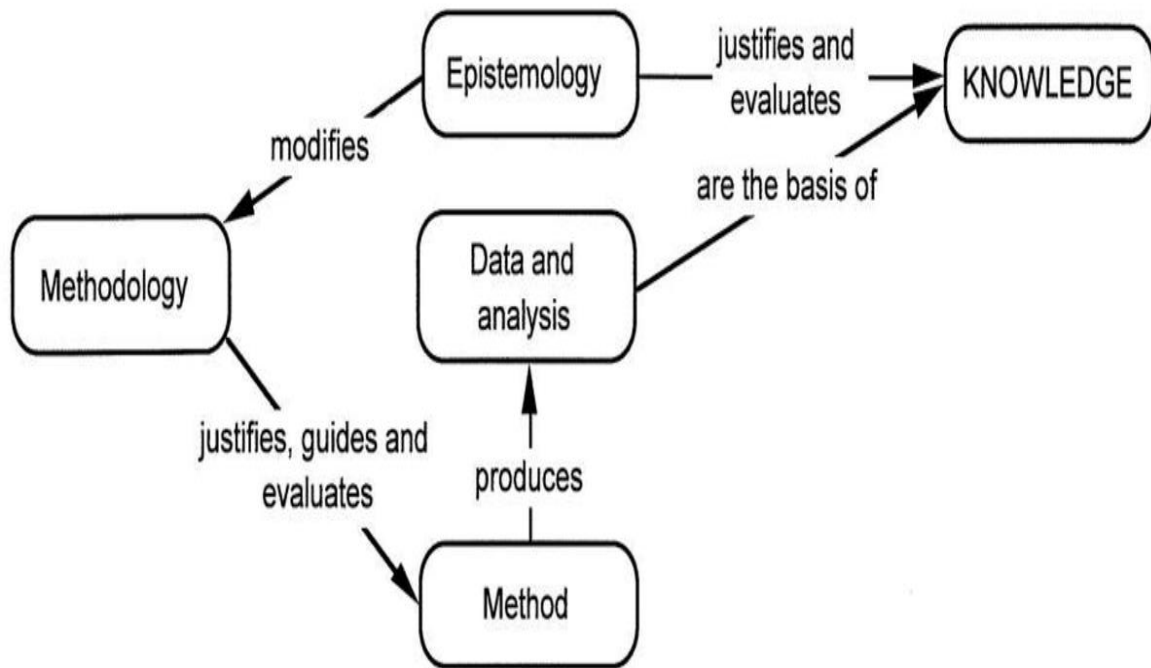 Epistemology
justifies and
evaluates
KNOWLEDGE
modifies
are the basis of
Methodology
Data and
analysis
justifies, guides and
evaluates
produces
Method